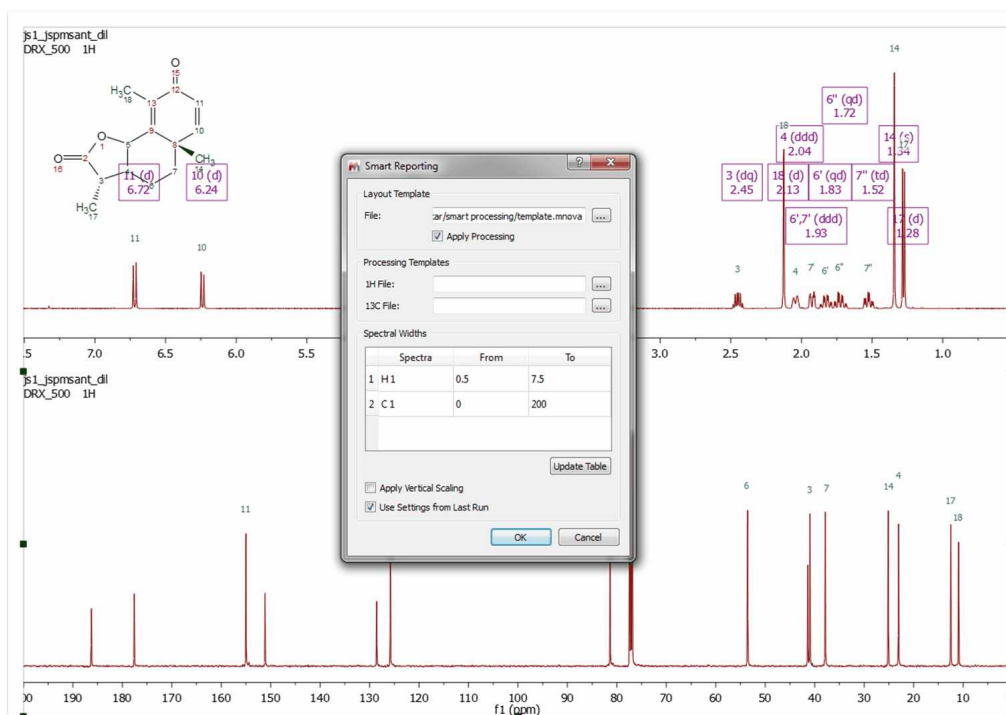 js1_jspmsant_dil
DRX_500 1H
O
15
12
H₃C
18
13
11
9
10
O
1
5
8
2
O
16
CH₃
14
7
3
6
H₃C
17
11 (d)
6.72
10 (d)
6.24
11
10
14
6'' (qd)
1.72
18
4 (ddd)
2.04
14 (s)
1.34
17
3 (dq)
2.45
18 (d)
2.13
6' (qd)
1.83
7'' (td)
1.52
6',7' (ddd)
1.93
17 (d)
1.28
3
4
7'
6'
6''
7''
.5
7.0
6.5
6.0
5.5
3.0
2.5
2.0
1.5
1.0
Smart Reporting
Layout Template
File:
:ar/smart processing/template.mnova
...
Apply Processing
Processing Templates
1H File:
...
13C File:
...
Spectral Widths
Spectra From To
1 H 1 0.5 7.5
2 C 1 0 200
Update Table
Apply Vertical Scaling
Use Settings from Last Run
OK
Cancel
js1_jspmsant_dil
DRX_500 1H
11
6
3
7
14
4
17
18
00 190 180 170 160 150 140 130 120 110 100 90 80 70 60 50 40 30 20 10
f1 (ppm)